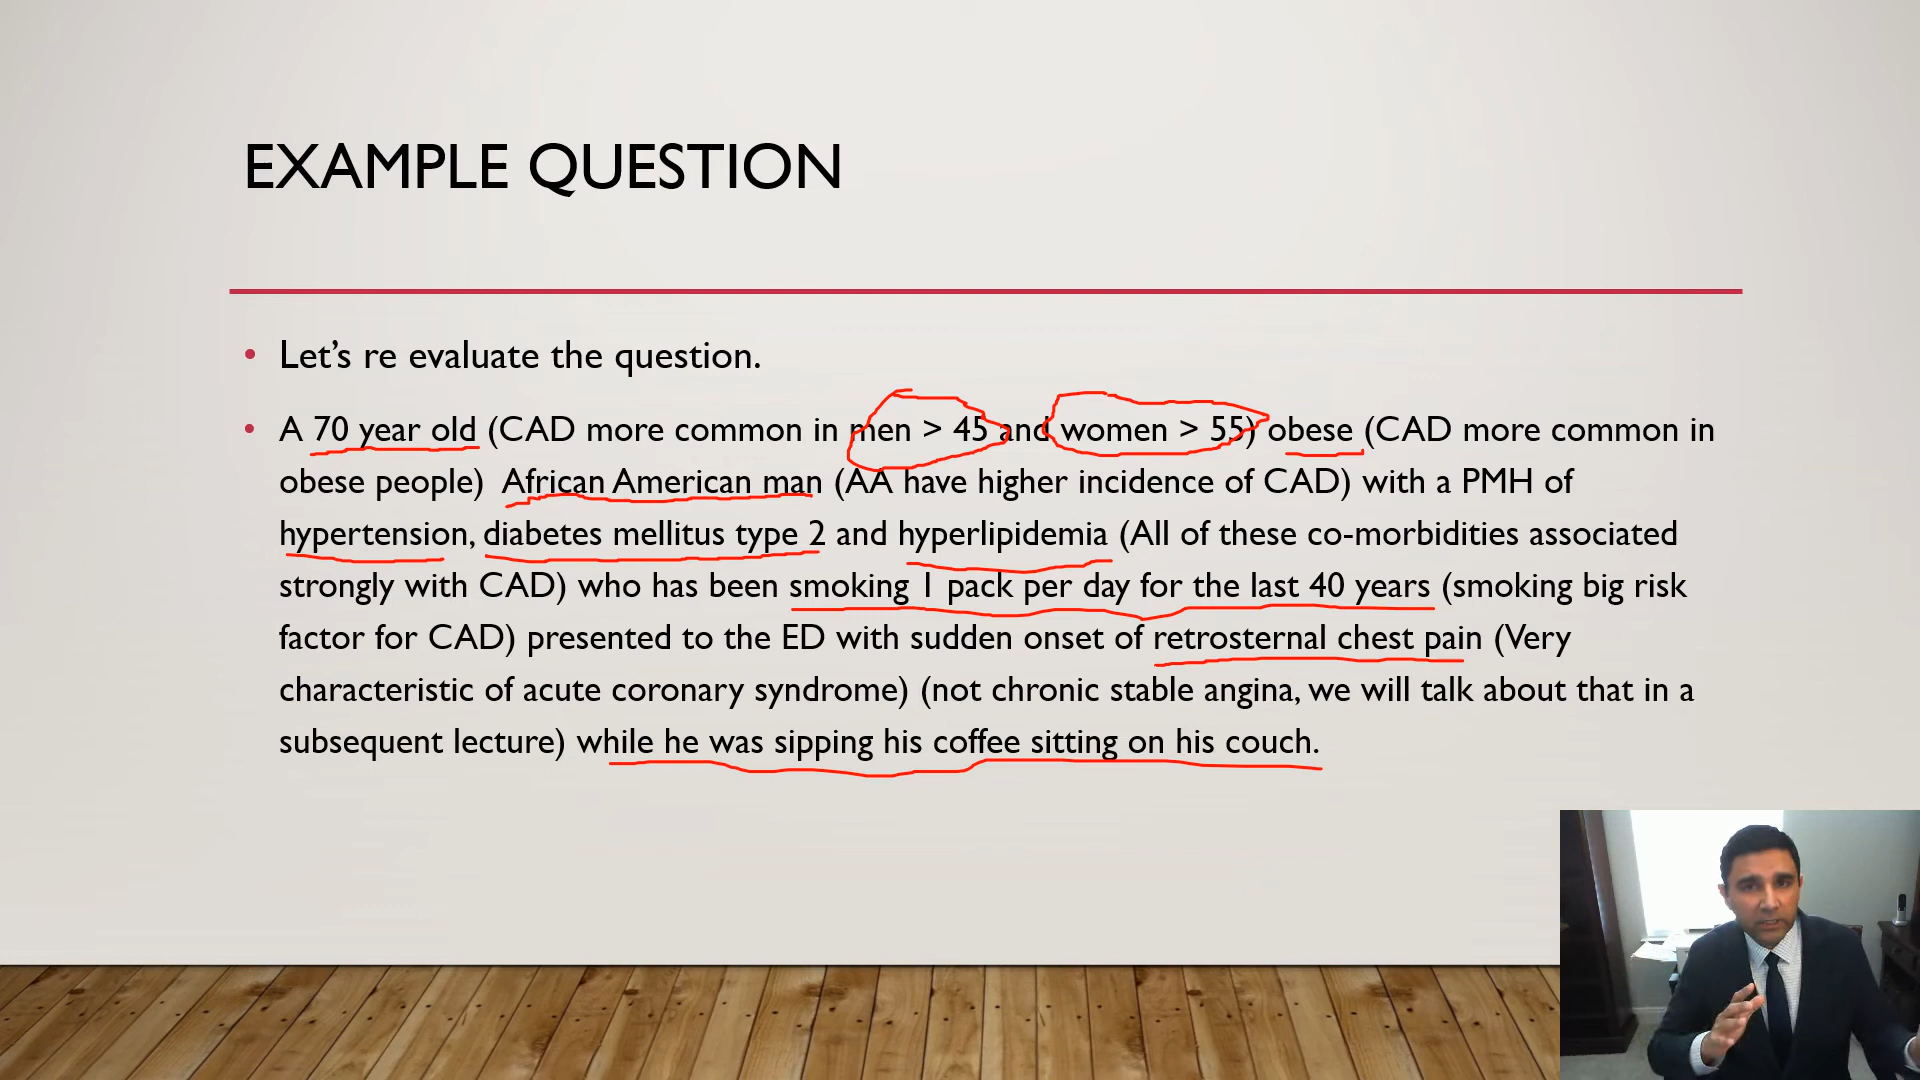 EXAMPLE QUESTION
• Let's re evaluate the question.
• A 70 year old (CAD more common in men > 45 and women > 55) obese (CAD more common in
obese people) African American man (AA have higher incidence of CAD) with a PMH of
hypertension, diabetes mellitus type 2 and hyperlipidemia (All of these co-morbidities associated
strongly with CAD) who has been smoking 1 pack per day for the last 40 years (smoking big risk
factor for CAD) presented to the ED with sudden onset of retrosternal chest pain (Very
characteristic of acute coronary syndrome) (not chronic stable angina, we will talk about that in a
subsequent lecture) while he was sipping his coffee sitting on his couch.